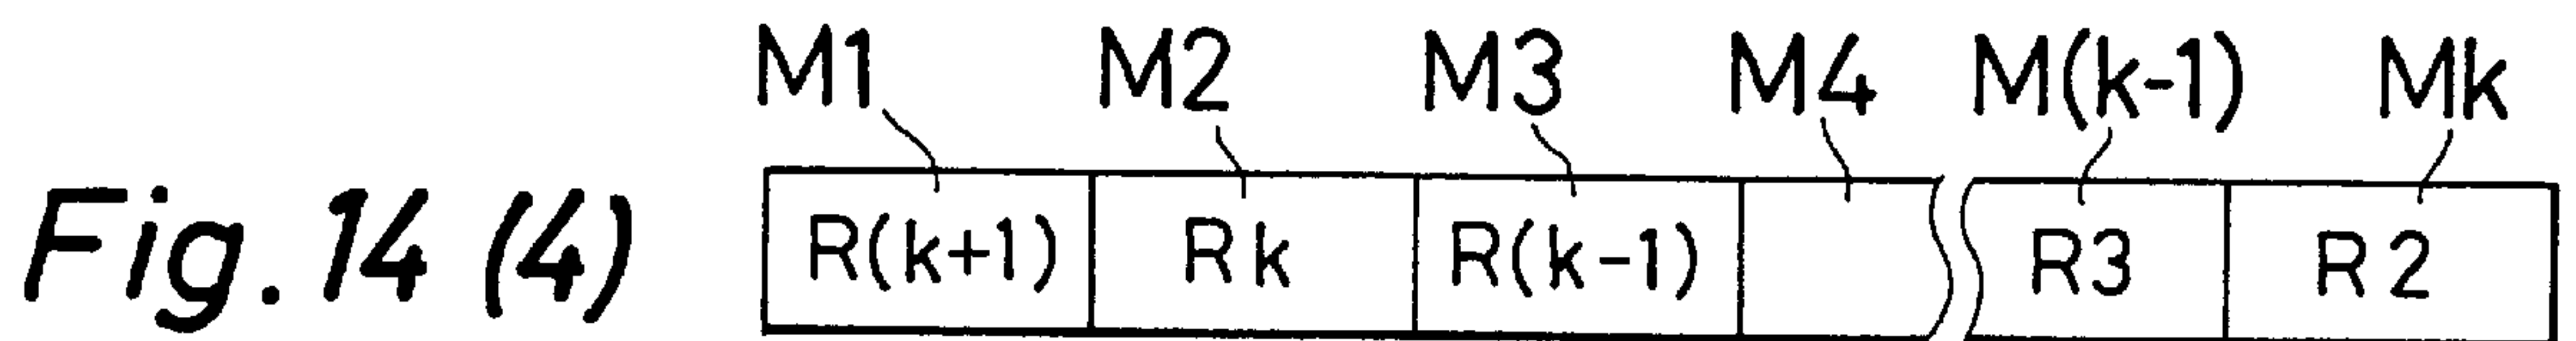 M1 M2 M3 M4 M(k-1) Mk
Fig. 14 (4) R(k+1) Rk R(k-1) R3 R2